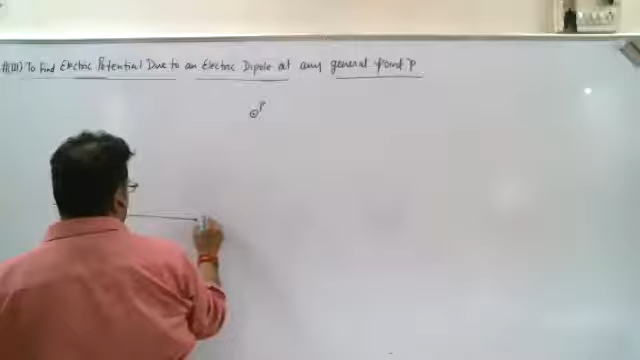 #(III) To Find Electric Potential Due to an Electric Dipole at any general point P
P